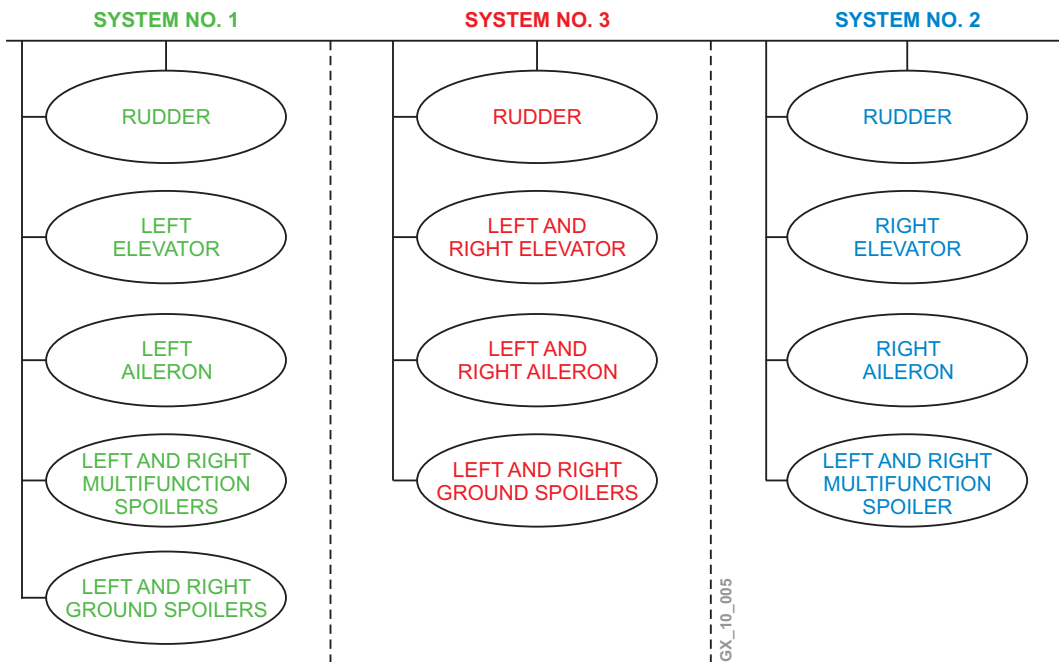 SYSTEM NO. 1
RUDDER
LEFT
ELEVATOR
LEFT
AILERON
LEFT AND RIGHT
MULTIFUNCTION
SPOILERS
LEFT AND RIGHT
GROUND SPOILERS
SYSTEM NO. 3
RUDDER
LEFT AND
RIGHT ELEVATOR
LEFT AND
RIGHT AILERON
LEFT AND RIGHT
GROUND SPOILERS
SYSTEM NO. 2
RUDDER
RIGHT
ELEVATOR
RIGHT
AILERON
LEFT AND RIGHT
MULTIFUNCTION
SPOILER
GX_10_005